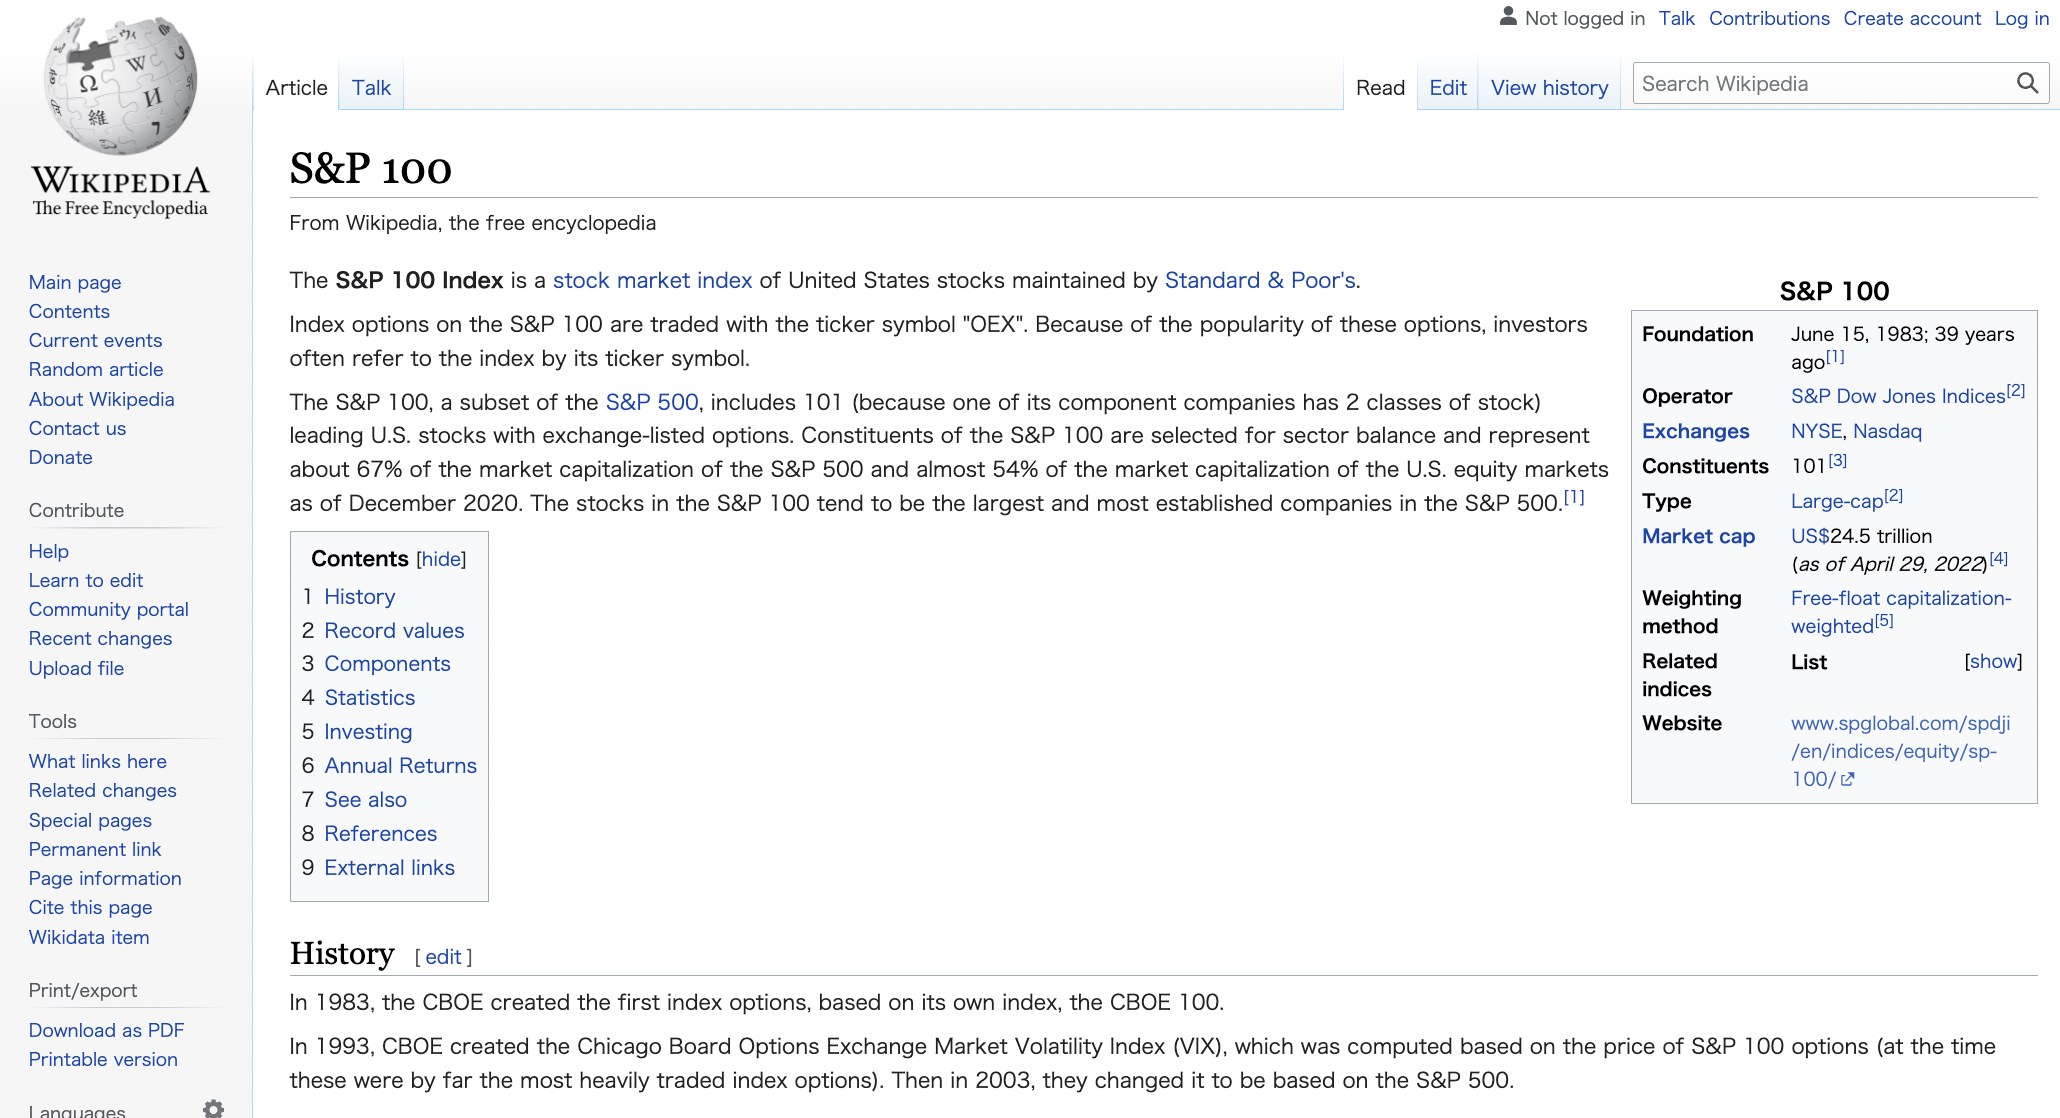 Not logged in Talk Contributions Create account Log in
Article Talk Read Edit View history Search Wikipedia
WIKIPEDIA
The Free Encyclopedia
Main page
Contents
Current events
Random article
About Wikipedia
Contact us
Donate
Contribute
Help
Learn to edit
Community portal
Recent changes
Upload file
Tools
What links here
Related changes
Special pages
Permanent link
Page information
Cite this page
Wikidata item
Print/export
Download as PDF
Printable version
Languages
S&P 100
From Wikipedia, the free encyclopedia
The S&P 100 Index is a stock market index of United States stocks maintained by Standard & Poor's.
Index options on the S&P 100 are traded with the ticker symbol "OEX". Because of the popularity of these options, investors
often refer to the index by its ticker symbol.
The S&P 100, a subset of the S&P 500, includes 101 (because one of its component companies has 2 classes of stock)
leading U.S. stocks with exchange-listed options. Constituents of the S&P 100 are selected for sector balance and represent
about 67% of the market capitalization of the S&P 500 and almost 54% of the market capitalization of the U.S. equity markets
as of December 2020. The stocks in the S&P 100 tend to be the largest and most established companies in the S&P 500.[1]
S&P 100
Foundation June 15, 1983; 39 years
ago[1]
Operator S&P Dow Jones Indices[2]
Exchanges NYSE, Nasdaq
Constituents 101[3]
Type Large-cap[2]
Market cap US$24.5 trillion
(as of April 29, 2022)[4]
Weighting Free-float capitalization-
method weighted[5]
Related List [show]
indices
Website www.spglobal.com/spdji
/en/indices/equity/sp-
100/
Contents [hide]
1 History
2 Record values
3 Components
4 Statistics
5 Investing
6 Annual Returns
7 See also
8 References
9 External links
History [ edit ]
In 1983, the CBOE created the first index options, based on its own index, the CBOE 100.
In 1993, CBOE created the Chicago Board Options Exchange Market Volatility Index (VIX), which was computed based on the price of S&P 100 options (at the time
these were by far the most heavily traded index options). Then in 2003, they changed it to be based on the S&P 500.